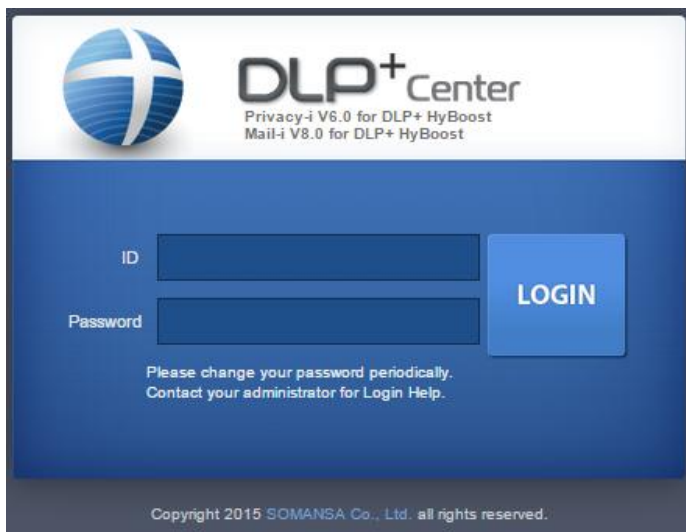 DLP+ Center
Privacy-i V6.0 for DLP+ HyBoost
Mail-i V8.0 for DLP+ HyBoost
ID
LOGIN
Password
Please change your password periodically.
Contact your administrator for Login Help.
Copyright 2015 SOMANSA Co., Ltd. all rights reserved.